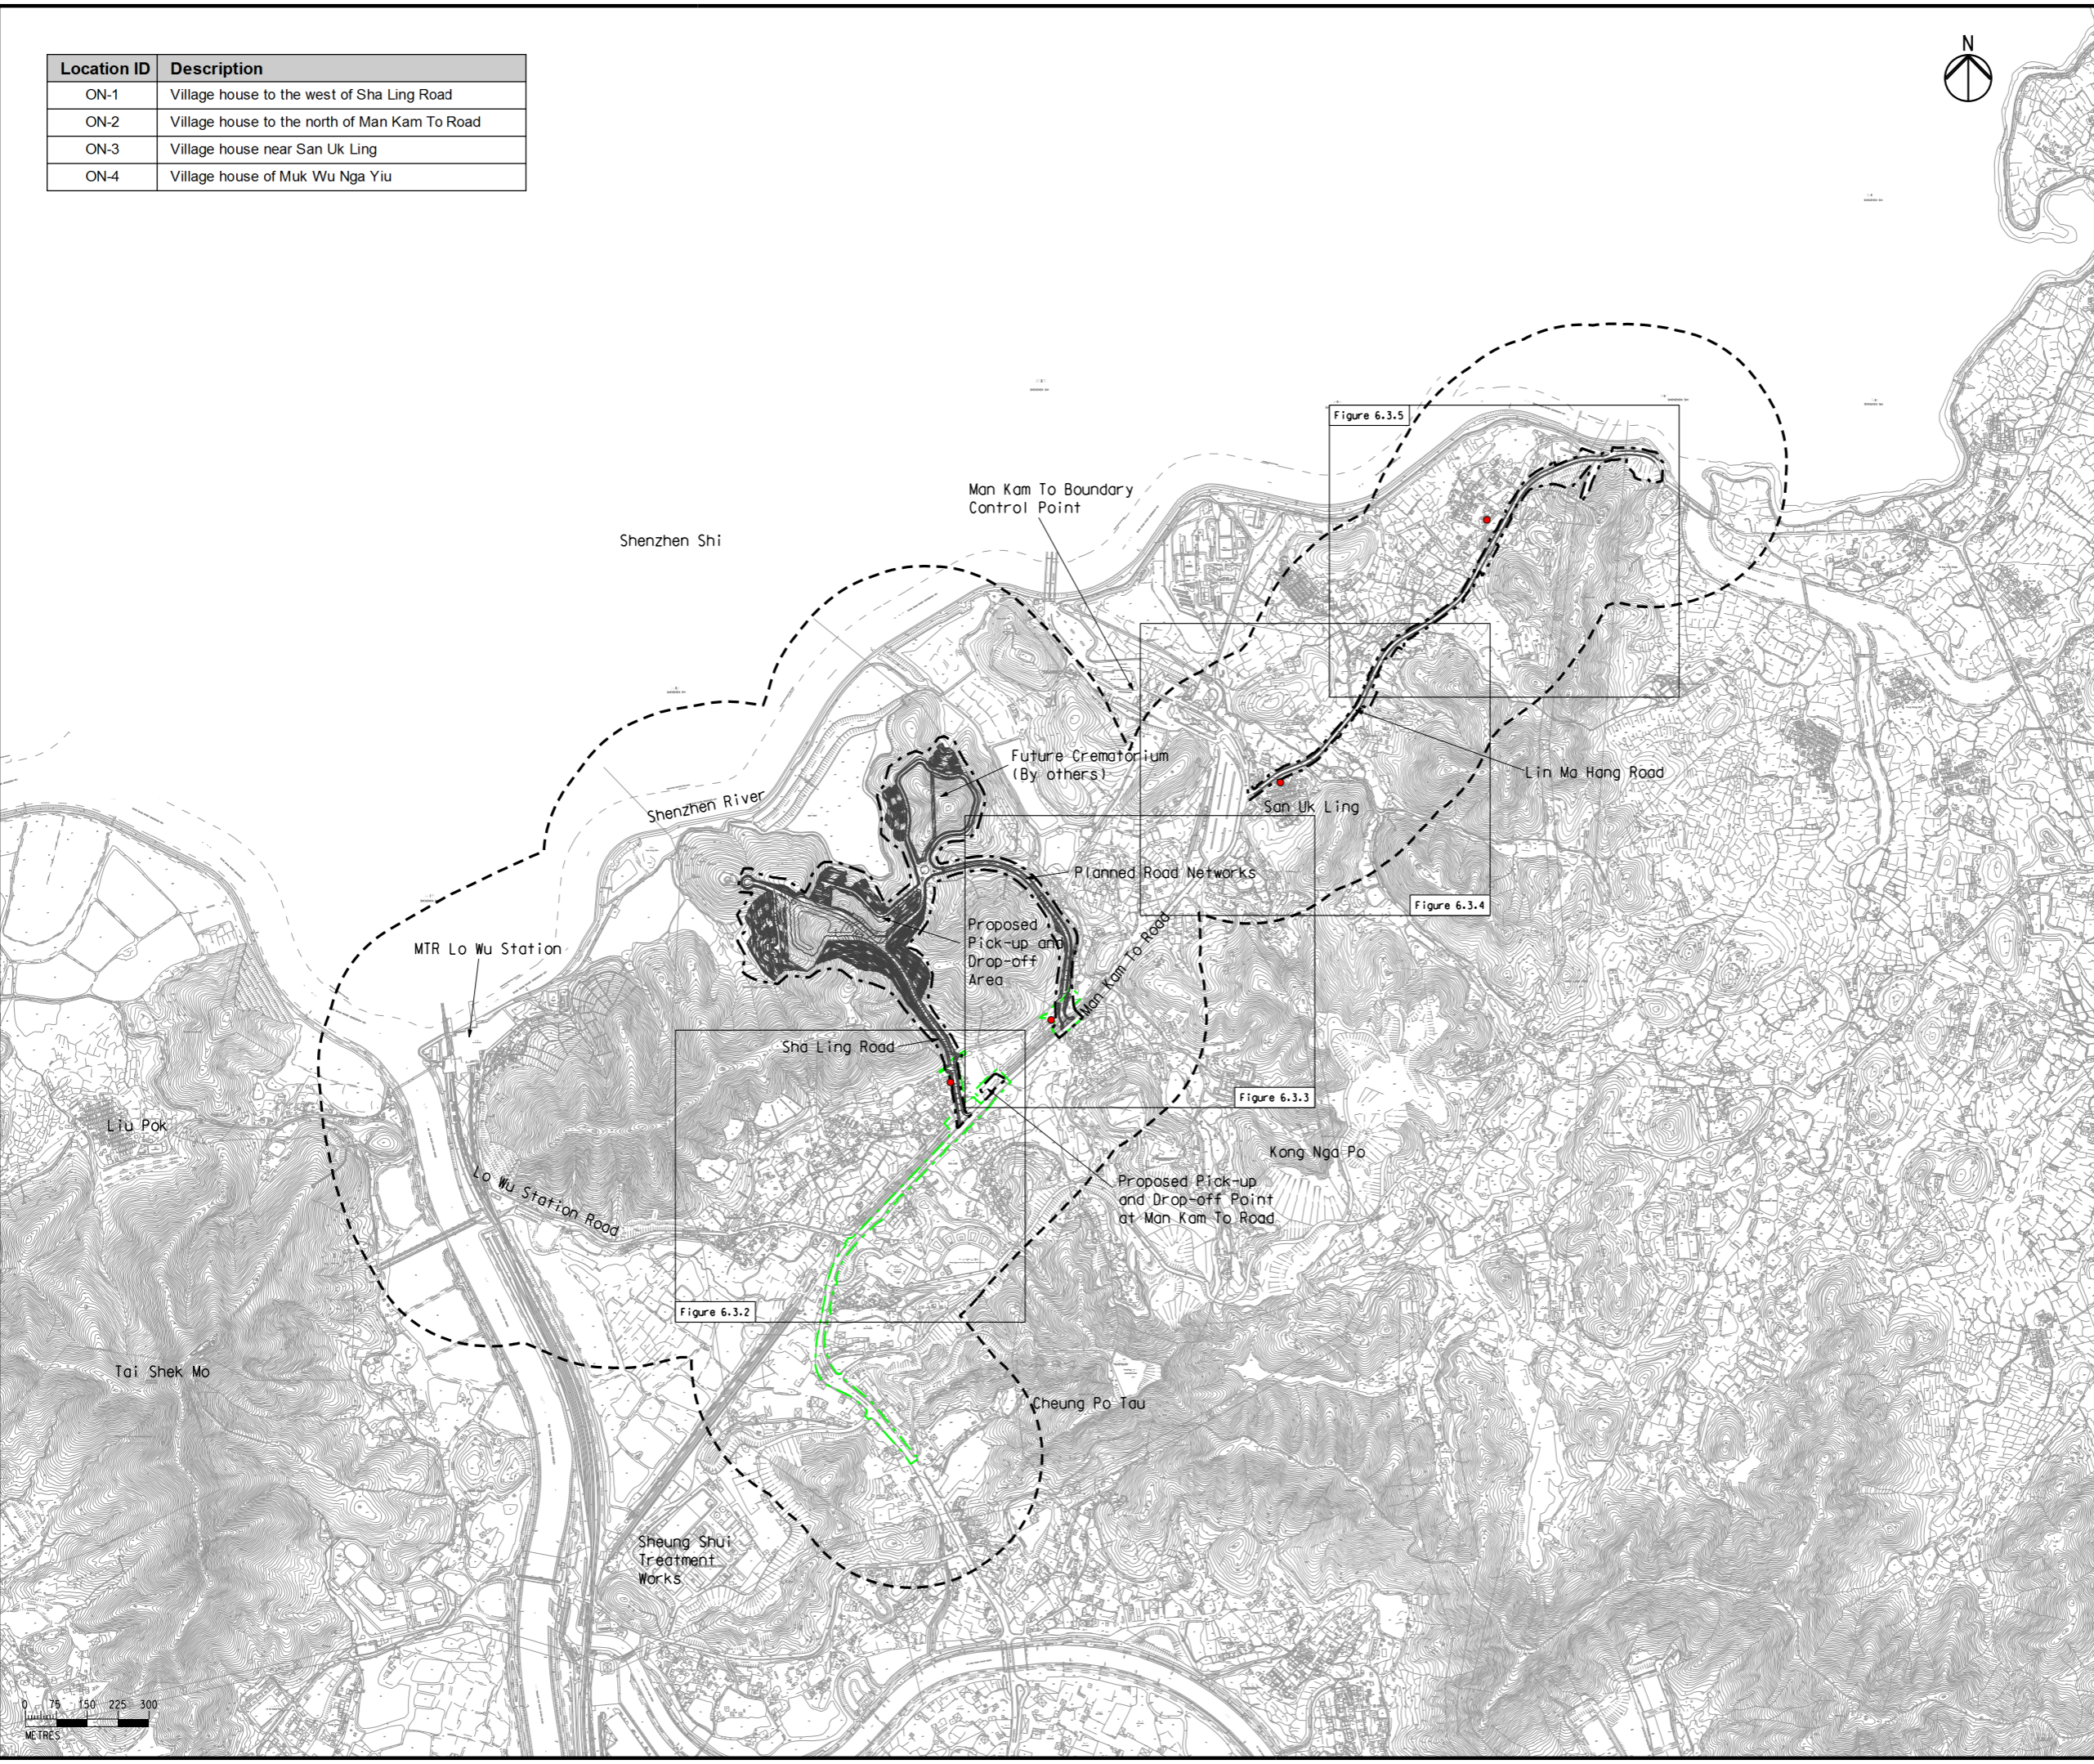 Location ID Description
ON-1 Village house to the west of Sha Ling Road
ON-2 Village house to the north of Man Kam To Road
ON-3 Village house near San Uk Ling
ON-4 Village house of Muk Wu Nga Yiu
N
Figure 6.3.5
Man Kam To Boundary
Control Point
Shenzhen Shi
Future Crematorium
(By others)
Lin Ma Hang Road
San Uk Ling
Shenzhen River
Planned Road Networks
Figure 6.3.4
Proposed
Pick-up and
Drop-off
Area
Man Kam To Road
MTR Lo Wu Station
Sha Ling Road
Figure 6.3.3
Liu Pok
Kong Nga Po
Lo Wu Station Road
Proposed Pick-up
and Drop-off Point
at Man Kam To Road
Figure 6.3.2
Tai Shek Mo
Cheung Po Tau
Sheung Shui
Treatment
Works
0 75 150 225 300
METRES